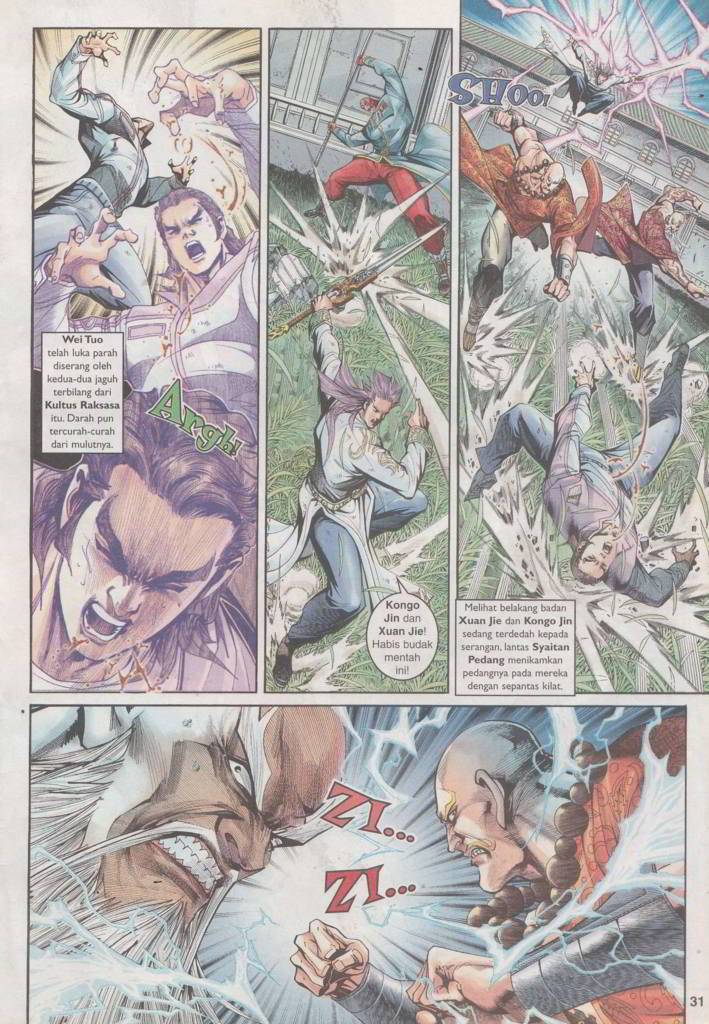 Wei Tuo
telah luka parah
diserang oleh
kedua-dua jaguh
terbilang dari
Kultus Raksasa
itu. Darah pun
tercurah-curah
dari mulutnya.
Argh!
Kongo
Jin dan
Xuan Jie!
Habis budak
mentah
ini!
SHOO!
Melihat belakang badan
Xuan Jie dan Kongo Jin
sedang terdedah kepada
serangan, lantas Syaitan
Pedang menikamkan
pedangnya pada mereka
dengan sepantas kilat.
ZI...
ZI...
31